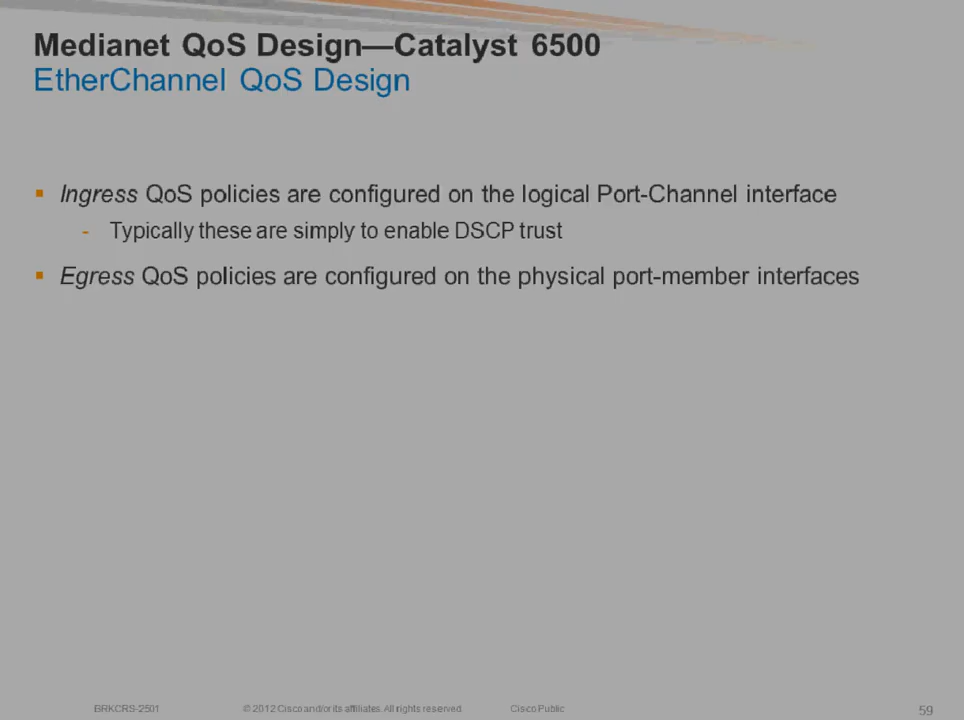 Medianet QoS Design—Catalyst 6500
EtherChannel QoS Design
▪ Ingress QoS policies are configured on the logical Port-Channel interface
- Typically these are simply to enable DSCP trust
▪ Egress QoS policies are configured on the physical port-member interfaces
BRKCRS-2501 © 2012 Cisco and/or its affiliates. All rights reserved. Cisco Public 59